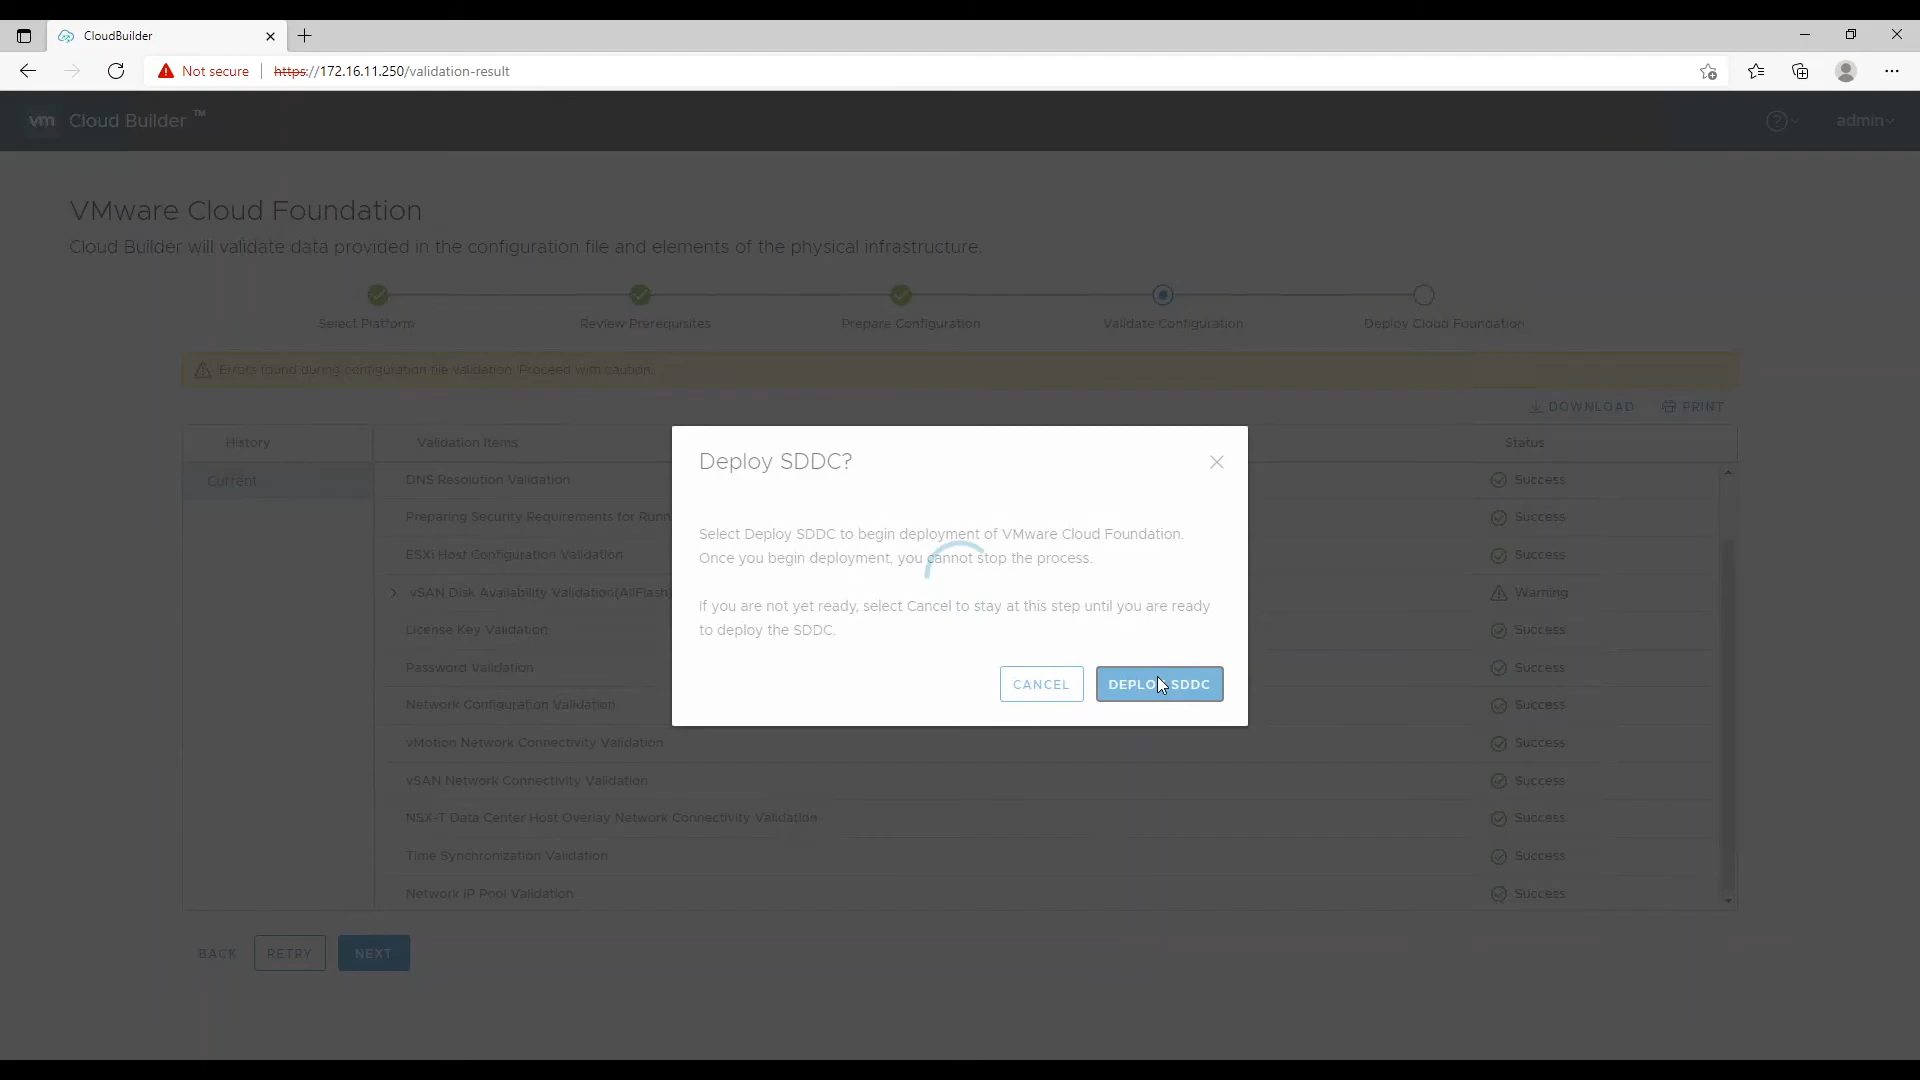 CloudBuilder
Not secure https://172.16.11.250/validation-result
vm Cloud Builder ™
admin
VMware Cloud Foundation
Cloud Builder will validate data provided in the configuration file and elements of the physical infrastructure.
Select Platform
Review Prerequisites
Prepare Configuration
Validate Configuration
Deploy Cloud Foundation
Errors found during configuration file validation. Proceed with caution.
DOWNLOAD PRINT
History Validation Items Status
Current
DNS Resolution Validation Success
Preparing Security Requirements for Runn Success
ESXi Host Configuration Validation Success
vSAN Disk Availability Validation(AllFlash) Warning
License Key Validation Success
Password Validation Success
Network Configuration Validation Success
vMotion Network Connectivity Validation Success
vSAN Network Connectivity Validation Success
NSX-T Data Center Host Overlay Network Connectivity Validation Success
Time Synchronization Validation Success
Network IP Pool Validation Success
Deploy SDDC?
Select Deploy SDDC to begin deployment of VMware Cloud Foundation.
Once you begin deployment, you cannot stop the process.
If you are not yet ready, select Cancel to stay at this step until you are ready
to deploy the SDDC.
CANCEL DEPLOY SDDC
BACK RETRY NEXT